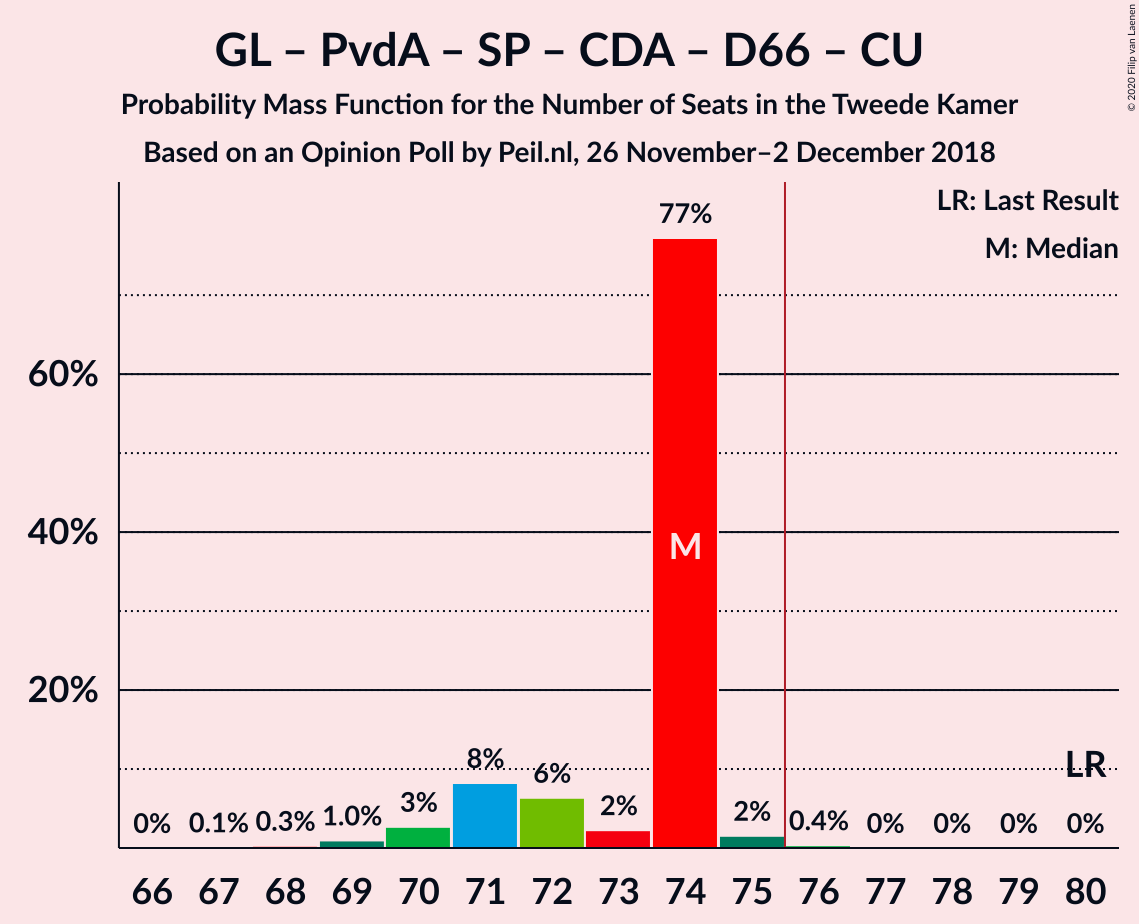 GL – PvdA – SP – CDA – D66 – CU
Probability Mass Function for the Number of Seats in the Tweede Kamer
Based on an Opinion Poll by Peil.nl, 26 November–2 December 2018
© 2020 Filip van Laenen
LR: Last Result
M: Median
60%
40%
20%
0% 0.1% 0.3% 1.0% 3% 8% 6% 2% 77% 2% 0.4% 0% 0% 0% 0%
M
LR
66 67 68 69 70 71 72 73 74 75 76 77 78 79 80